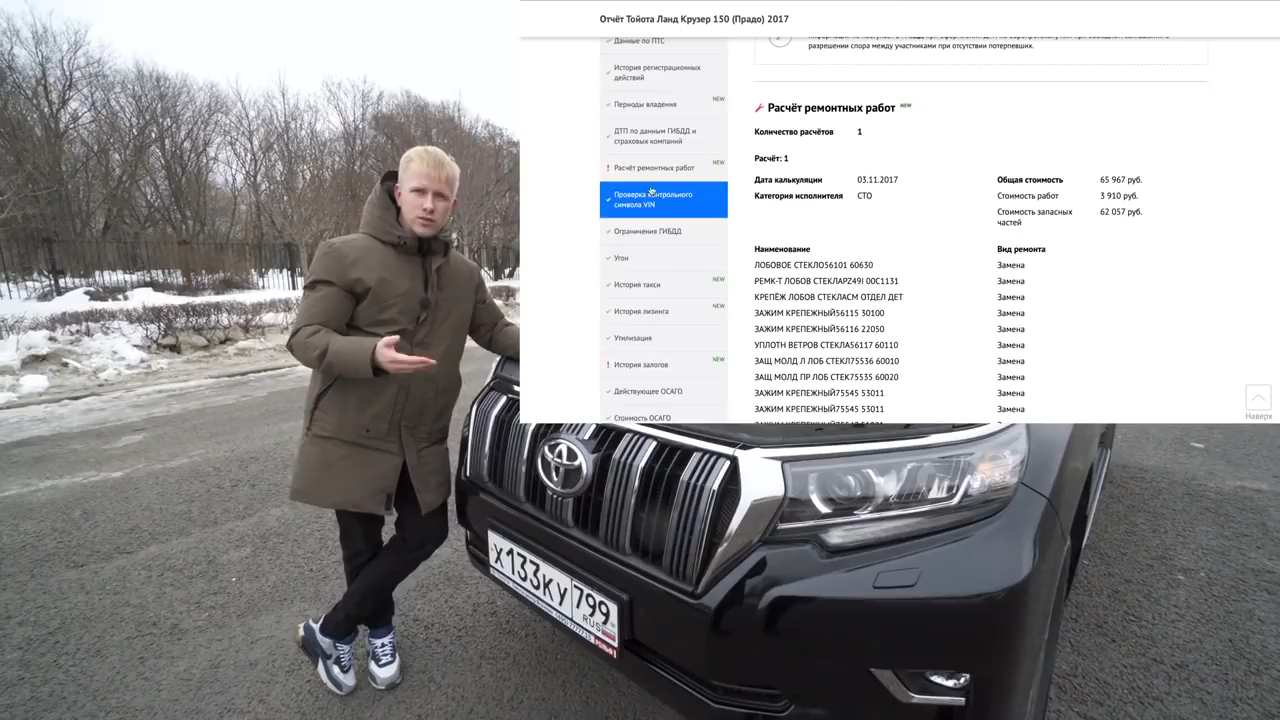 Отчёт Тойота Ланд Крузер 150 (Прадо) 2017
Данные по ПТС
История регистрационных
действий
Периоды владения
NEW
ДТП по данным ГИБДД и
страховых компаний
Расчёт ремонтных работ
NEW
Проверка контрольного
символа VIN
Ограничения ГИБДД
Угон
История такси
NEW
История лизинга
NEW
Утилизация
История залогов
NEW
Действующее ОСАГО
Стоимость ОСАГО
разрешении спора между участниками при отсутствии потерпевших.
Расчёт ремонтных работ NEW
Количество расчётов 1
Расчёт: 1
Дата калькуляции 03.11.2017 Общая стоимость 65 967 руб.
Категория исполнителя СТО Стоимость работ 3 910 руб.
Стоимость запасных 62 057 руб.
частей
Наименование Вид ремонта
ЛОБОВОЕ СТЕКЛО56101 60630 Замена
РЕМК-Т ЛОБОВ СТЕКЛАPZ49I 00C1131 Замена
КРЕПЁЖ ЛОБОВ СТЕКЛАСМ ОТДЕЛ ДЕТ Замена
ЗАЖИМ КРЕПЕЖНЫЙ56115 30100 Замена
ЗАЖИМ КРЕПЕЖНЫЙ56116 22050 Замена
УПЛОТН ВЕТРОВ СТЕКЛА56117 60110 Замена
ЗАЩ МОЛД Л ЛОБ СТЕКЛ75536 60010 Замена
ЗАЩ МОЛД ПР ЛОБ СТЕК75535 60020 Замена
ЗАЖИМ КРЕПЕЖНЫЙ75545 53011 Замена
ЗАЖИМ КРЕПЕЖНЫЙ75545 53011 Замена
Наверх
Х133КУ 799
RUS